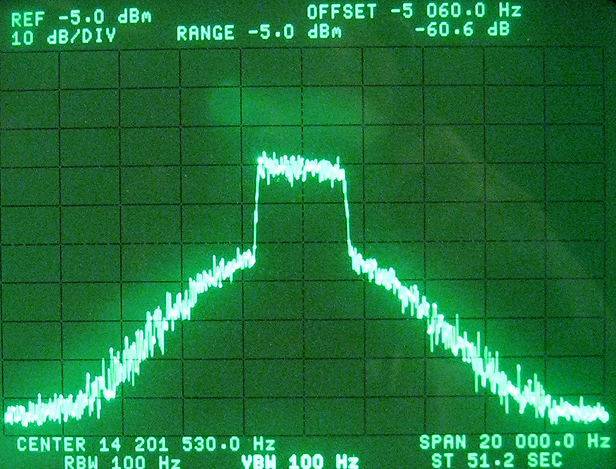 REF -5.0 dBm OFFSET -5 060.0 Hz
10 dB/DIV RANGE -5.0 dBm -60.6 dB
CENTER 14 201 530.0 Hz SPAN 20 000.0 Hz
RBW 100 Hz VBW 100 Hz ST 51.2 SEC